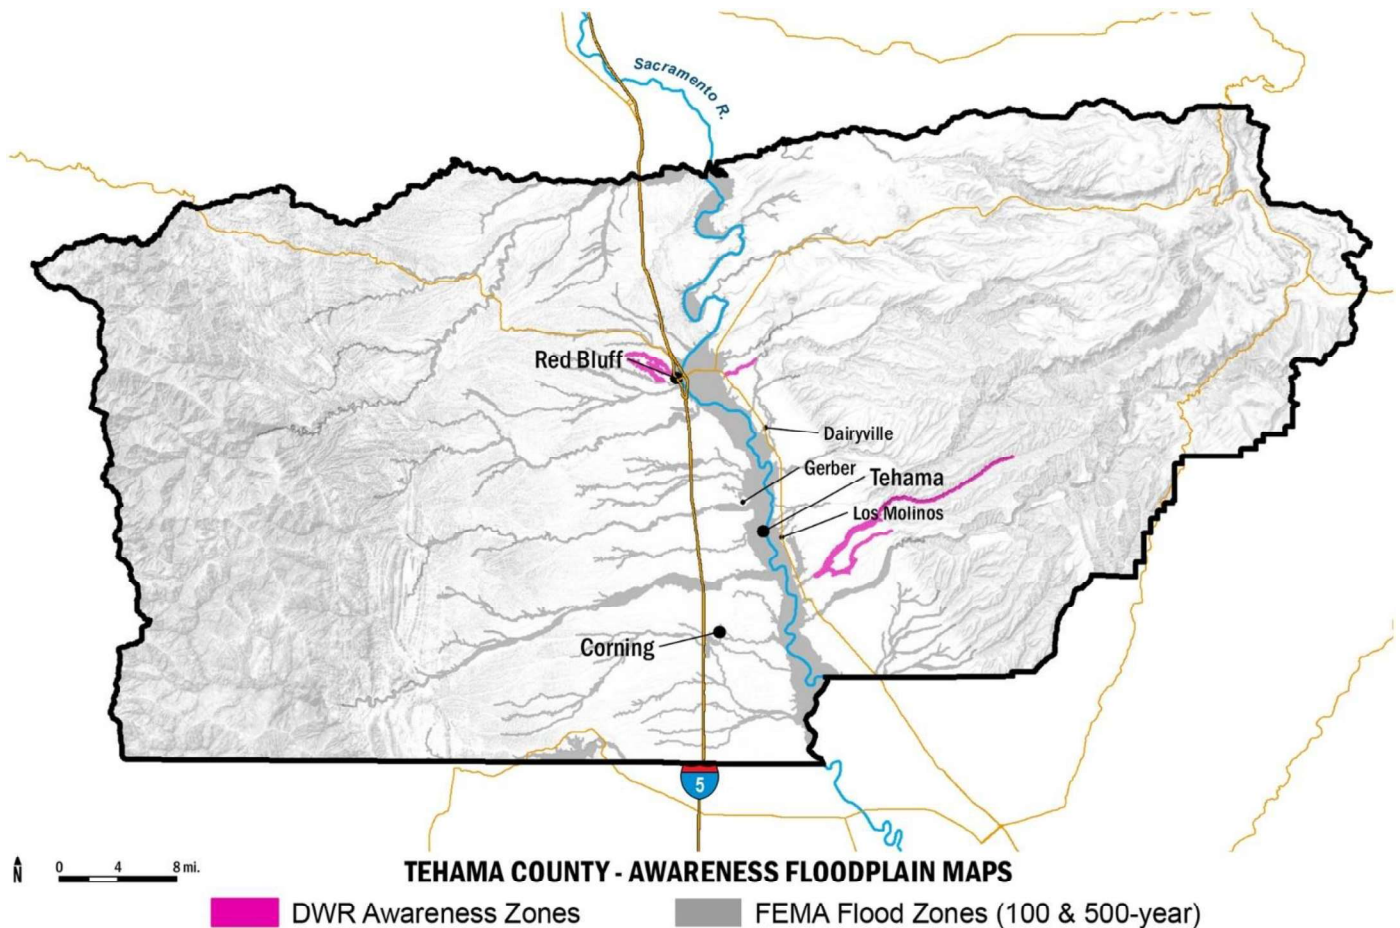 Sacramento R.
Red Bluff
Dairyville
Gerber
Tehama
Los Molinos
Corning
5
N
0 4 8 mi.
TEHAMA COUNTY - AWARENESS FLOODPLAIN MAPS
DWR Awareness Zones
FEMA Flood Zones (100 & 500-year)